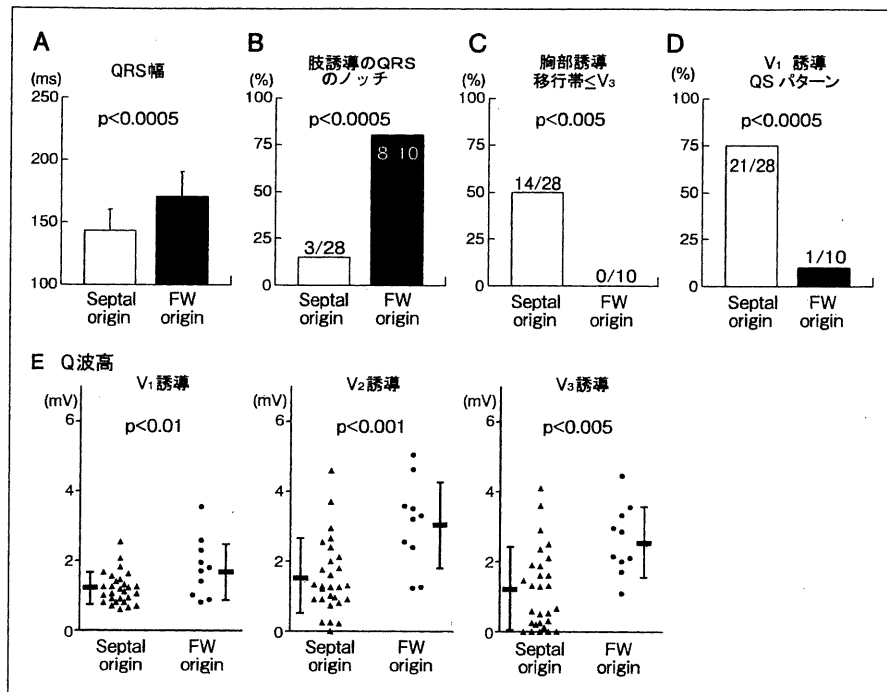 A
QRS幅
(ms)
250
200
150
100
p<0.0005
Septal
origin
FW
origin
B
肢誘導のQRS
のノッチ
(%)
100
75
50
25
0
p<0.0005
3/28
8 10
Septal
origin
FW
origin
C
胸部誘導
移行帯≤V₃
(%)
100
75
50
25
0
p<0.005
14/28
0/10
Septal
origin
FW
origin
D
V₁ 誘導
QS パターン
(%)
100
75
50
25
0
p<0.0005
21/28
1/10
Septal
origin
FW
origin
E Q波高
V₁誘導
(mV)
6
4
2
0
p<0.01
Septal
origin
FW
origin
V₂誘導
(mV)
6
4
2
0
p<0.001
Septal
origin
FW
origin
V₃誘導
(mV)
6
4
2
0
p<0.005
Septal
origin
FW
origin